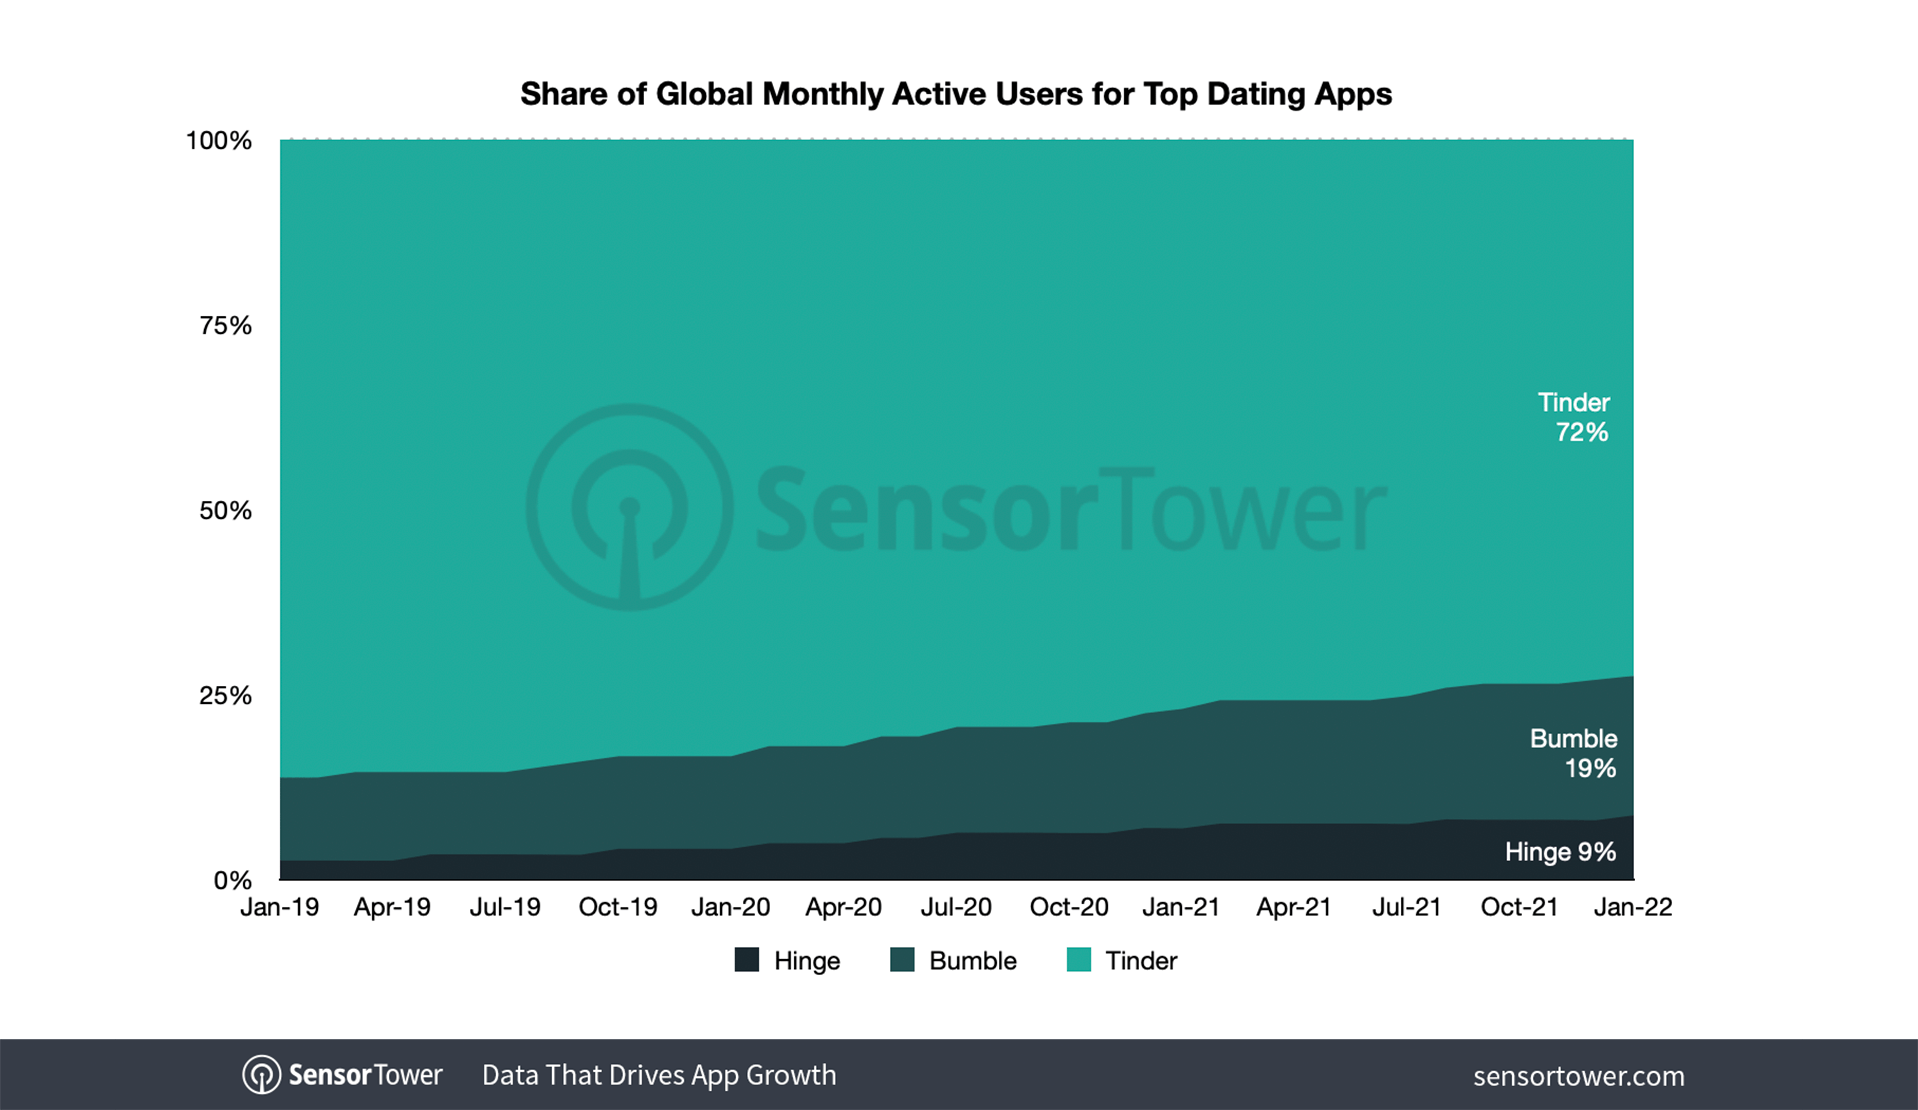 Share of Global Monthly Active Users for Top Dating Apps
100%
75%
50%
25%
0%
SensorTower
Tinder
72%
Bumble
19%
Hinge 9%
Jan-19 Apr-19 Jul-19 Oct-19 Jan-20 Apr-20 Jul-20 Oct-20 Jan-21 Apr-21 Jul-21 Oct-21 Jan-22
Hinge Bumble Tinder
SensorTower Data That Drives App Growth sensortower.com